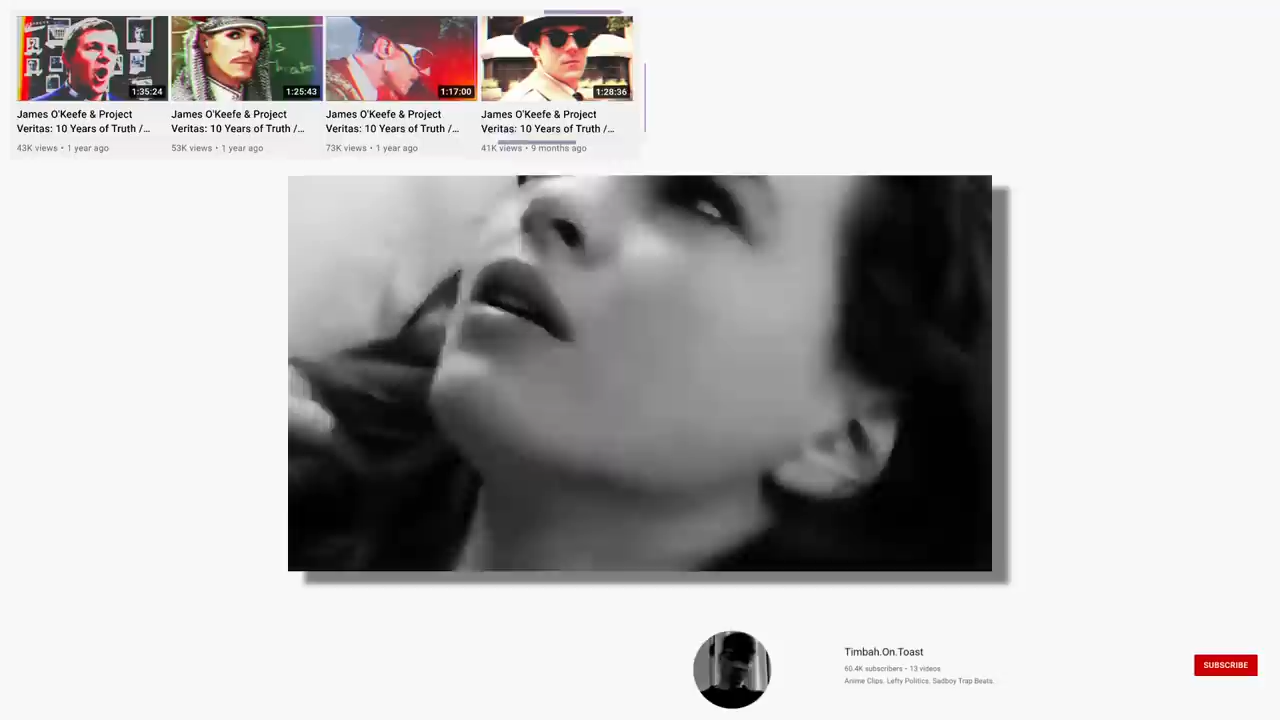 1:35:24
1:25:43
1:17:00
1:28:36
James O'Keefe & Project
Veritas: 10 Years of Truth /...
43K views • 1 year ago
James O'Keefe & Project
Veritas: 10 Years of Truth /...
53K views • 1 year ago
James O'Keefe & Project
Veritas: 10 Years of Truth /...
73K views • 1 year ago
James O'Keefe & Project
Veritas: 10 Years of Truth /...
41K views • 9 months ago
Timbah.On.Toast
60.4K subscribers • 13 videos
Anime Clips. Lefty Politics. Sadboy Trap Beats.
SUBSCRIBE